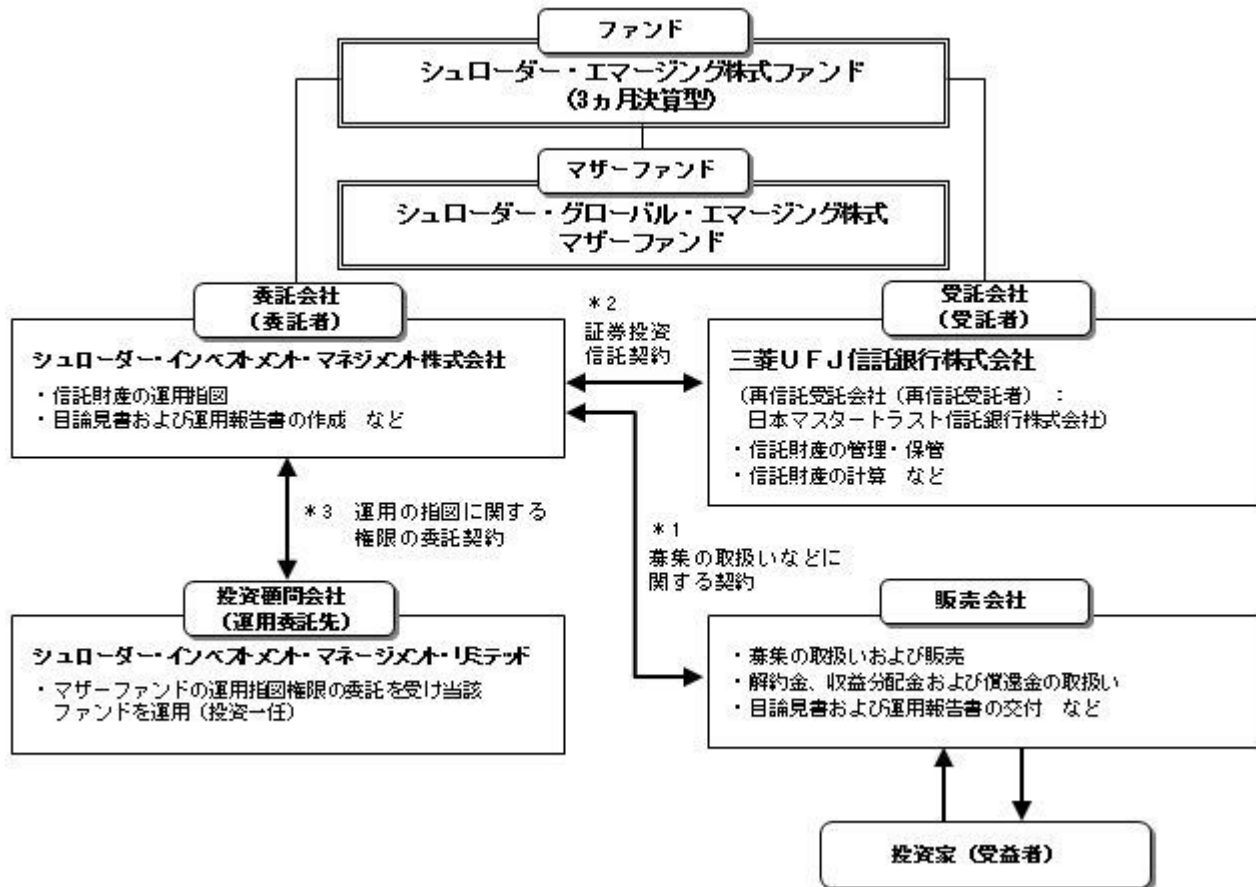 ファンド
シュローダー・エマージング株式ファンド
(3ヵ月決算型)
マザーファンド
シュローダー・グローバル・エマージング株式
マザーファンド
委託会社
(委託者)
シュローダー・インベストメント・マネジメント株式会社
・信託財産の運用指図
・目論見書および運用報告書の作成 など
*2
証券投資
信託契約
受託会社
(受託者)
三菱UFJ信託銀行株式会社
(再信託受託会社(再信託受託者) :
日本マスタートラスト信託銀行株式会社)
・信託財産の管理・保管
・信託財産の計算 など
*3 運用の指図に関する
権限の委託契約
*1
募集の取扱いなどに
関する契約
投資顧問会社
(運用委託先)
シュローダー・インベストメント・マネージメント・リミテッド
・マザーファンドの運用指図権限の委託を受け当該
ファンドを運用(投資一任)
販売会社
・募集の取扱いおよび販売
・解約金、収益分配金および償還金の取扱い
・目論見書および運用報告書の交付 など
投資家(受益者)